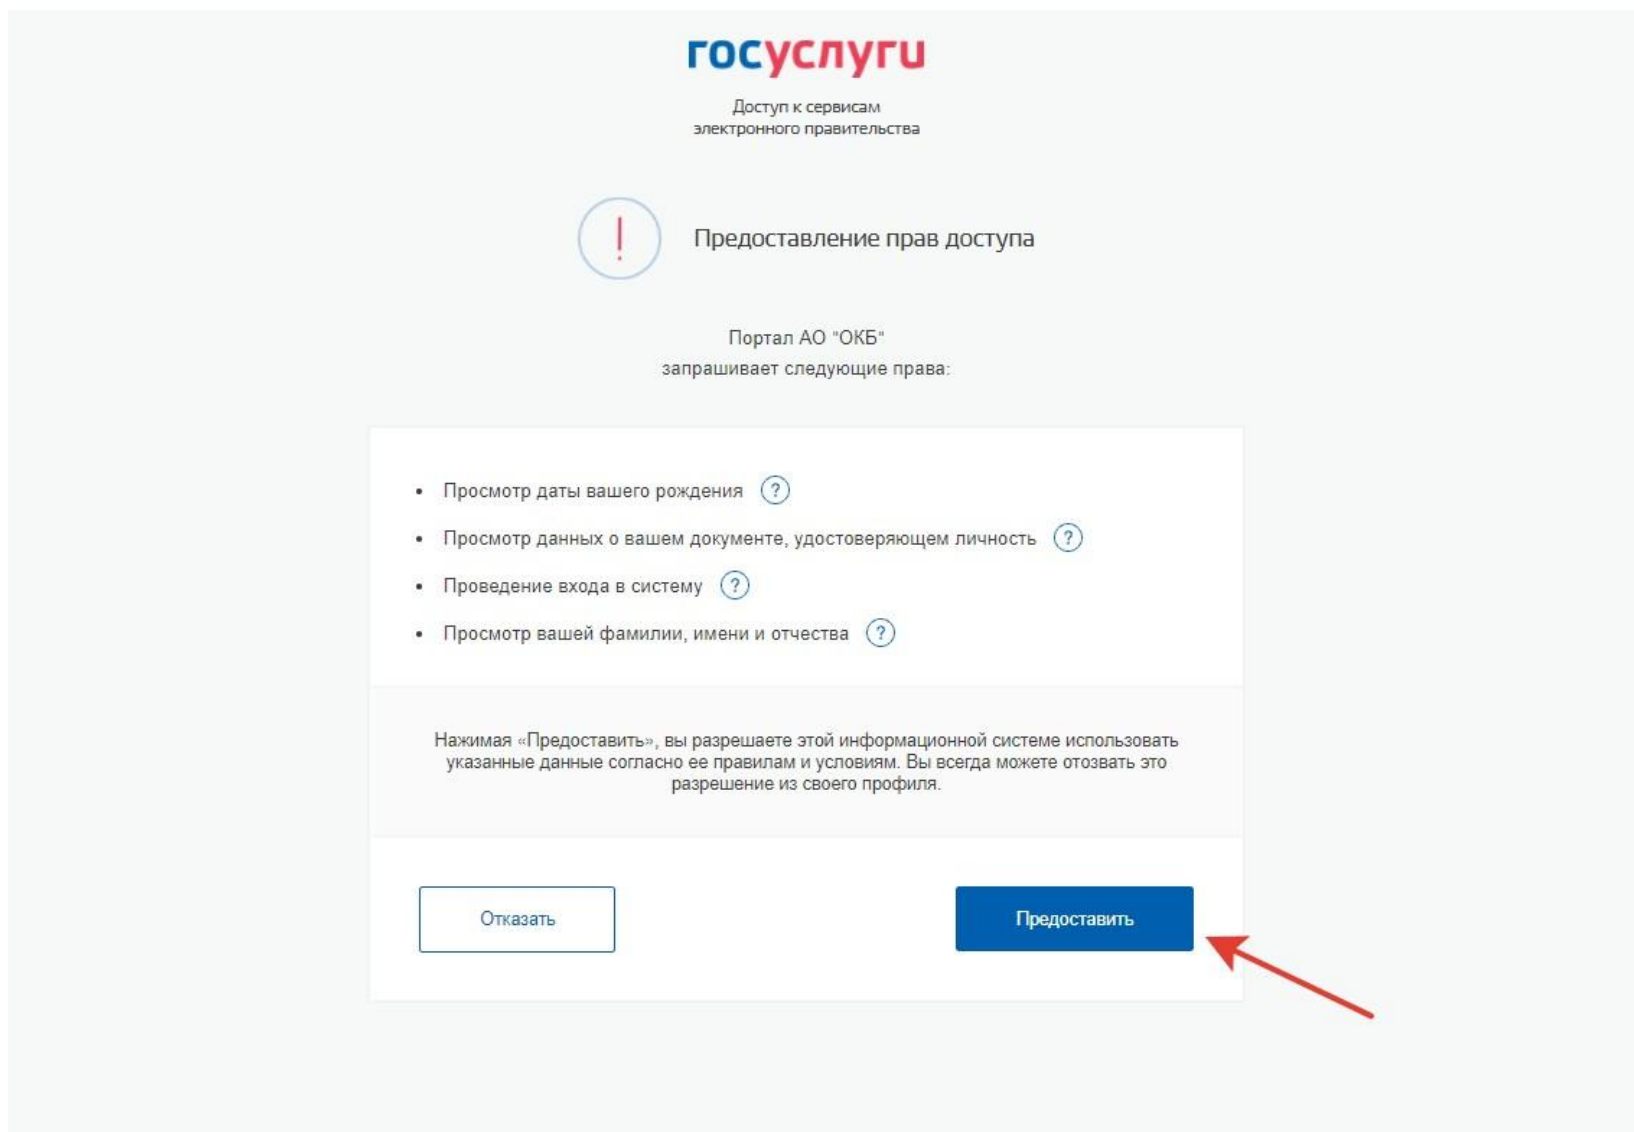 госуслуги
Доступ к сервисам
электронного правительства
!
Предоставление прав доступа
Портал АО "ОКБ"
запрашивает следующие права:
• Просмотр даты вашего рождения ?
• Просмотр данных о вашем документе, удостоверяющем личность ?
• Проведение входа в систему ?
• Просмотр вашей фамилии, имени и отчества ?
Нажимая «Предоставить», вы разрешаете этой информационной системе использовать
указанные данные согласно ее правилам и условиям. Вы всегда можете отозвать это
разрешение из своего профиля.
Отказать
Предоставить